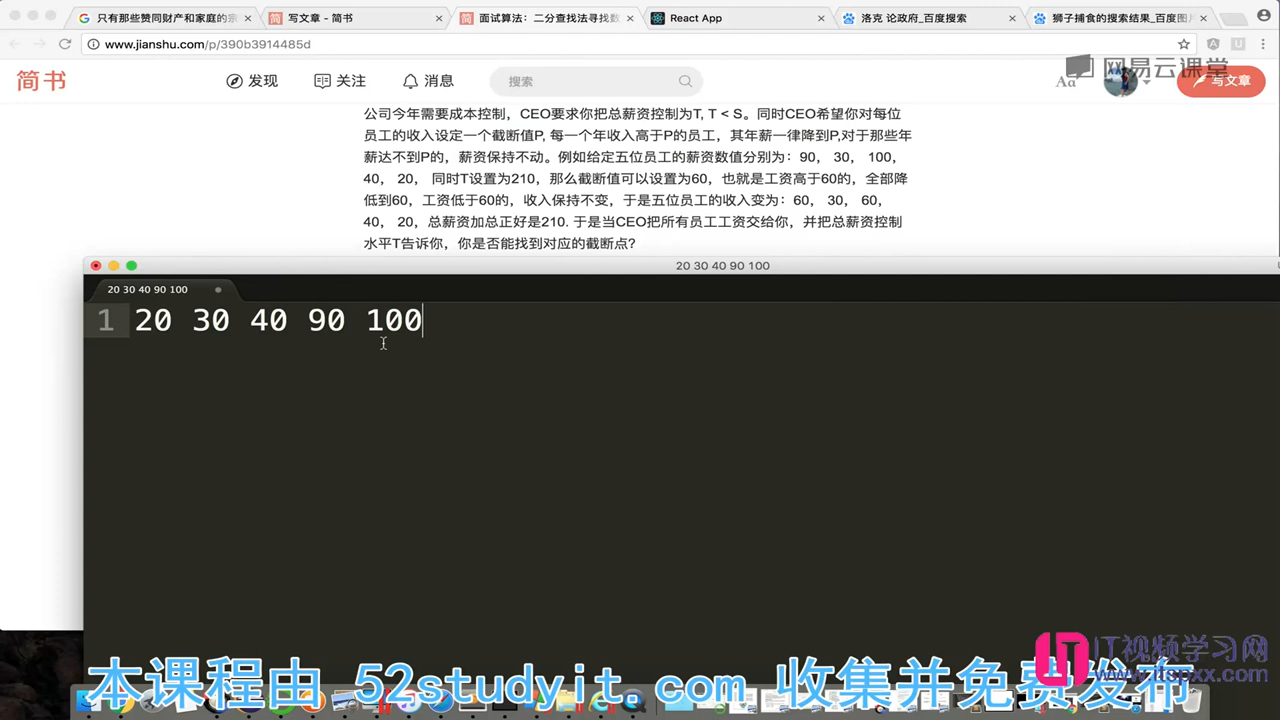 只有那些赞同财产和家庭的宗
写文章 - 简书
面试算法：二分查找法寻找数
React App
洛克 论政府_百度搜索
狮子捕食的搜索结果_百度图片
www.jianshu.com/p/390b3914485d
简书
发现
关注
消息
搜索
Aa
写文章
网易云课堂
公司今年需要成本控制，CEO要求你把总薪资控制为T, T < S。同时CEO希望你对每位
员工的收入设定一个截断值P, 每一个年收入高于P的员工，其年薪一律降到P,对于那些年
薪达不到P的，薪资保持不动。例如给定五位员工的薪资数值分别为：90， 30， 100，
40， 20， 同时T设置为210，那么截断值可以设置为60，也就是工资高于60的，全部降
低到60，工资低于60的，收入保持不变，于是五位员工的收入变为：60， 30， 60，
40， 20，总薪资加总正好是210. 于是当CEO把所有员工工资交给你，并把总薪资控制
水平T告诉你，你是否能找到对应的截断点?
20 30 40 90 100
20 30 40 90 100
1 20 30 40 90 100
IT视频学习网
www.itspxx.com
本课程由 52studyit.com 收集并免费发布